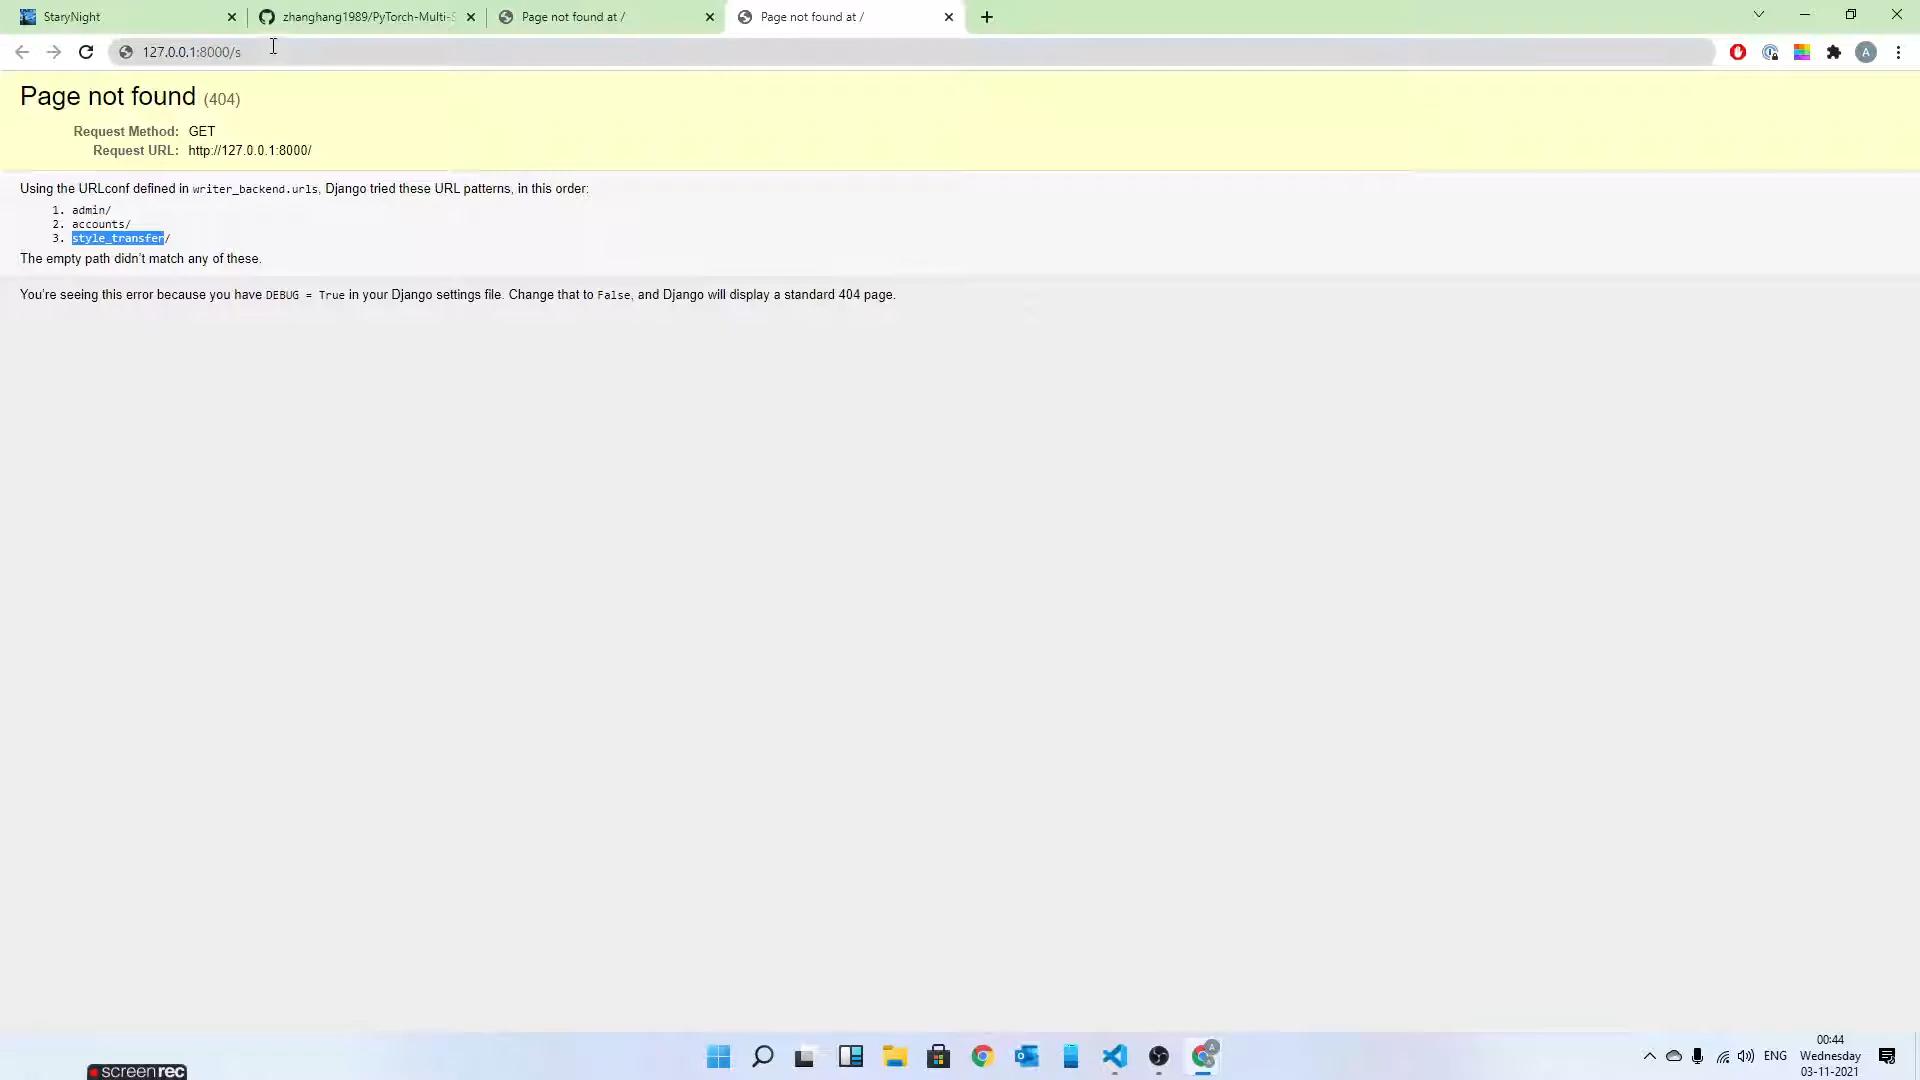 StaryNight
zhanghang1989/PyTorch-Multi-S
Page not found at /
Page not found at /
127.0.0.1:8000/s
A
Page not found (404)
Request Method: GET
Request URL: http://127.0.0.1:8000/
Using the URLconf defined in writer_backend.urls, Django tried these URL patterns, in this order:
1. admin/
2. accounts/
3. style_transfer/
The empty path didn't match any of these.
You're seeing this error because you have DEBUG = True in your Django settings file. Change that to False, and Django will display a standard 404 page.
screenrec
A
ENG
00:44
Wednesday
03-11-2021